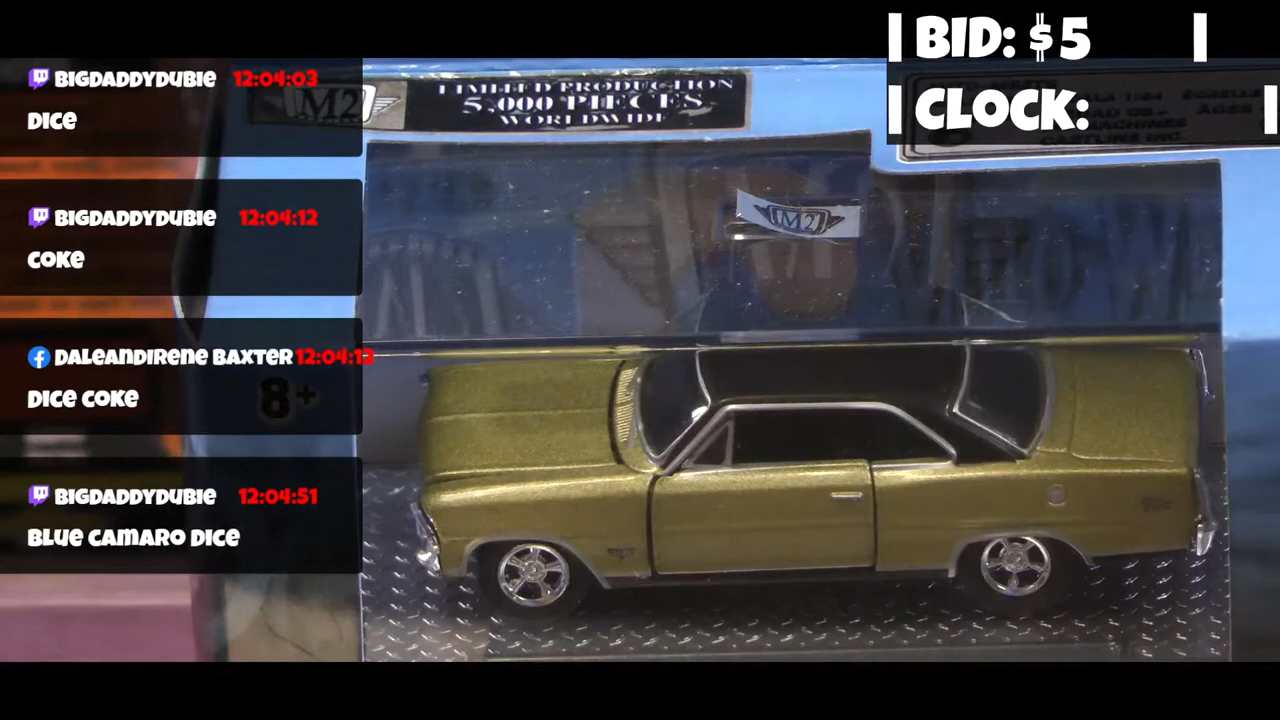 BID: $5
CLOCK:
BIGDADDYDUBIE 12:04:03
DICE
BIGDADDYDUBIE 12:04:12
COKE
DALEANDIRENE BAXTER 12:04:13
DICE COKE
BIGDADDYDUBIE 12:04:51
BLUE CAMARO DICE
M2
LIMITED PRODUCTION
5,000 PIECES
WORLDWIDE
M2
8+